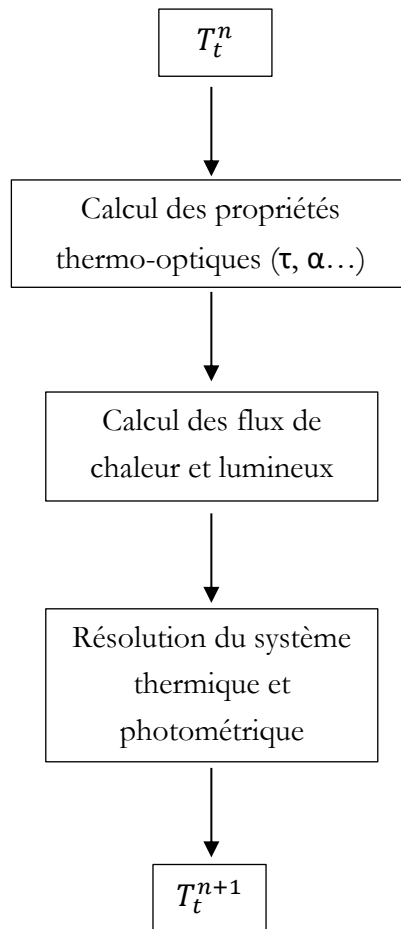 T_t^n
Calcul des propriétés
thermo-optiques (τ, α…)
Calcul des flux de
chaleur et lumineux
Résolution du système
thermique et
photométrique
T_t^{n+1}